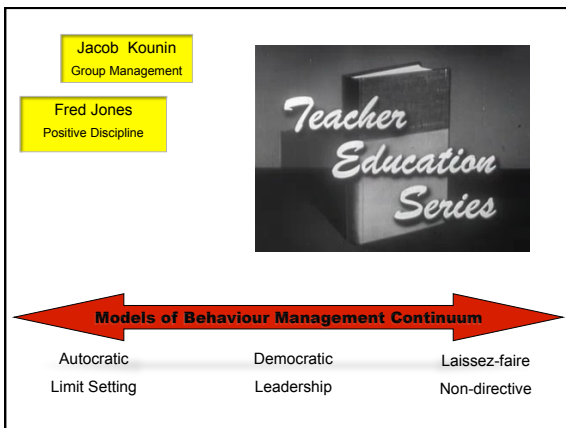 Jacob Kounin
Group Management
Fred Jones
Positive Discipline
Teacher
Education
Series
Models of Behaviour Management Continuum
Autocratic
Democratic
Laissez-faire
Limit Setting
Leadership
Non-directive